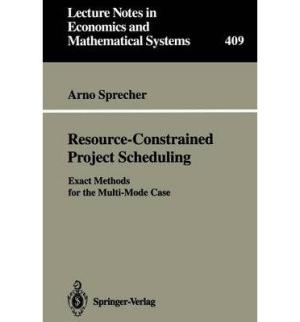 Lecture Notes in
Economics and
Mathematical Systems 409
Arno Sprecher
Resource-Constrained
Project Scheduling
Exact Methods
for the Multi-Mode Case
Springer-Verlag